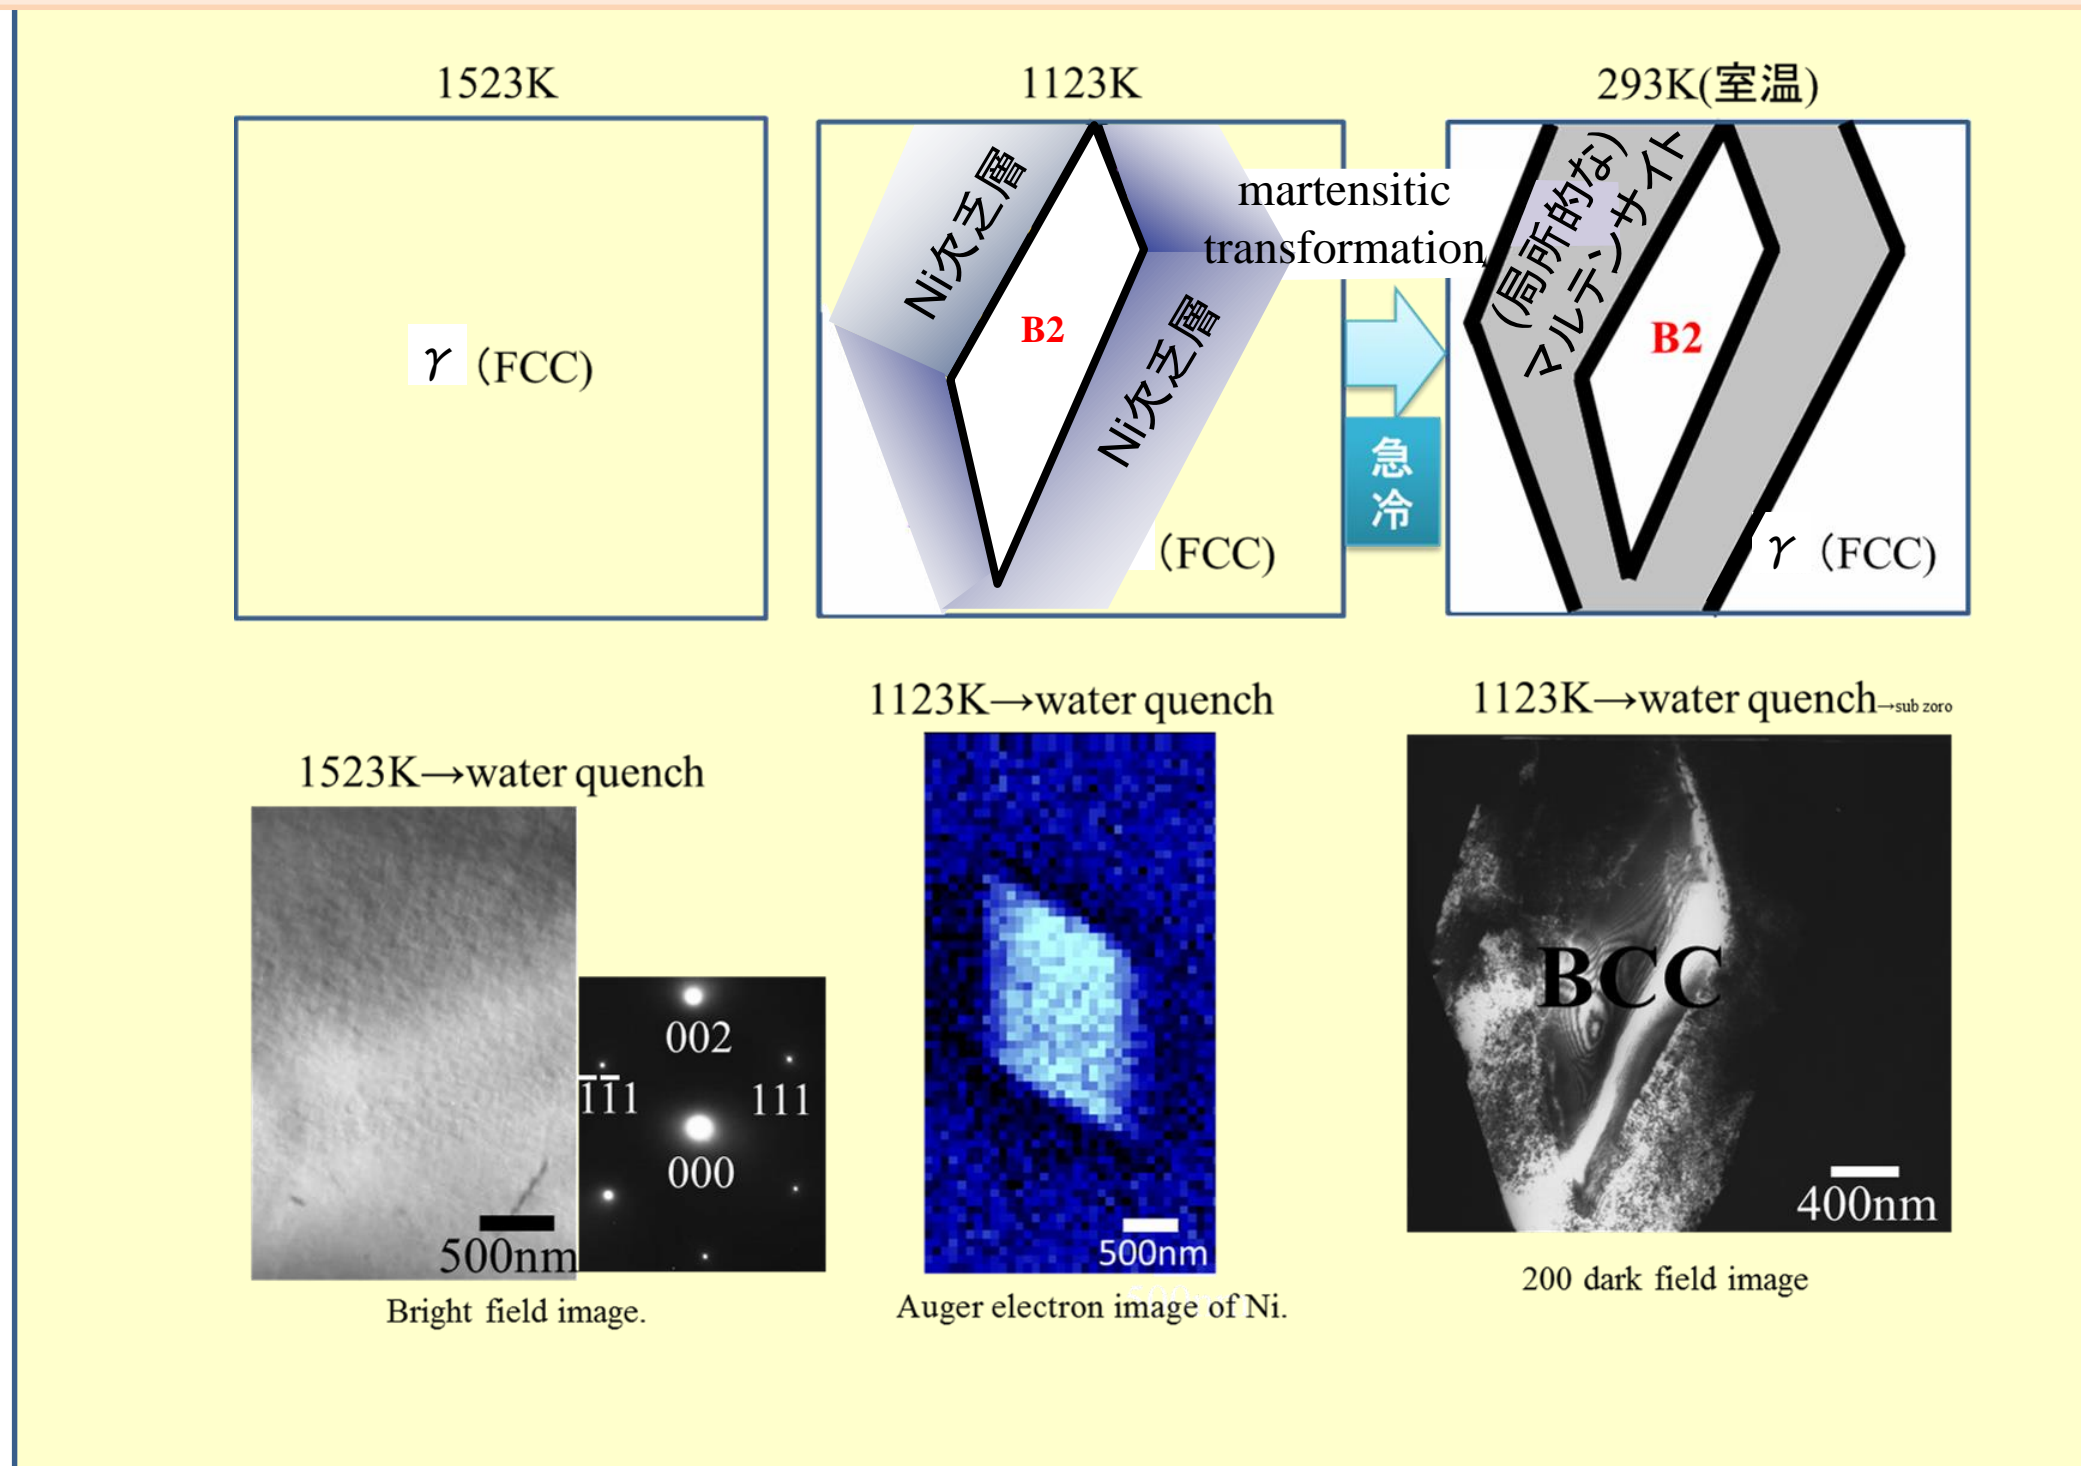 1523K
1123K
293K(室温)
γ (FCC)
Ni欠乏層
B2
Ni欠乏層
(FCC)
martensitic
transformation
急
冷
(局所的な)
マルテンサイト
B2
γ (FCC)
1523K→water quench
1123K→water quench
1123K→water quench→sub zoro
002
1̅1̅1
111
000
500nm
500nm
BCC
400nm
Bright field image.
Auger electron image of Ni.
200 dark field image